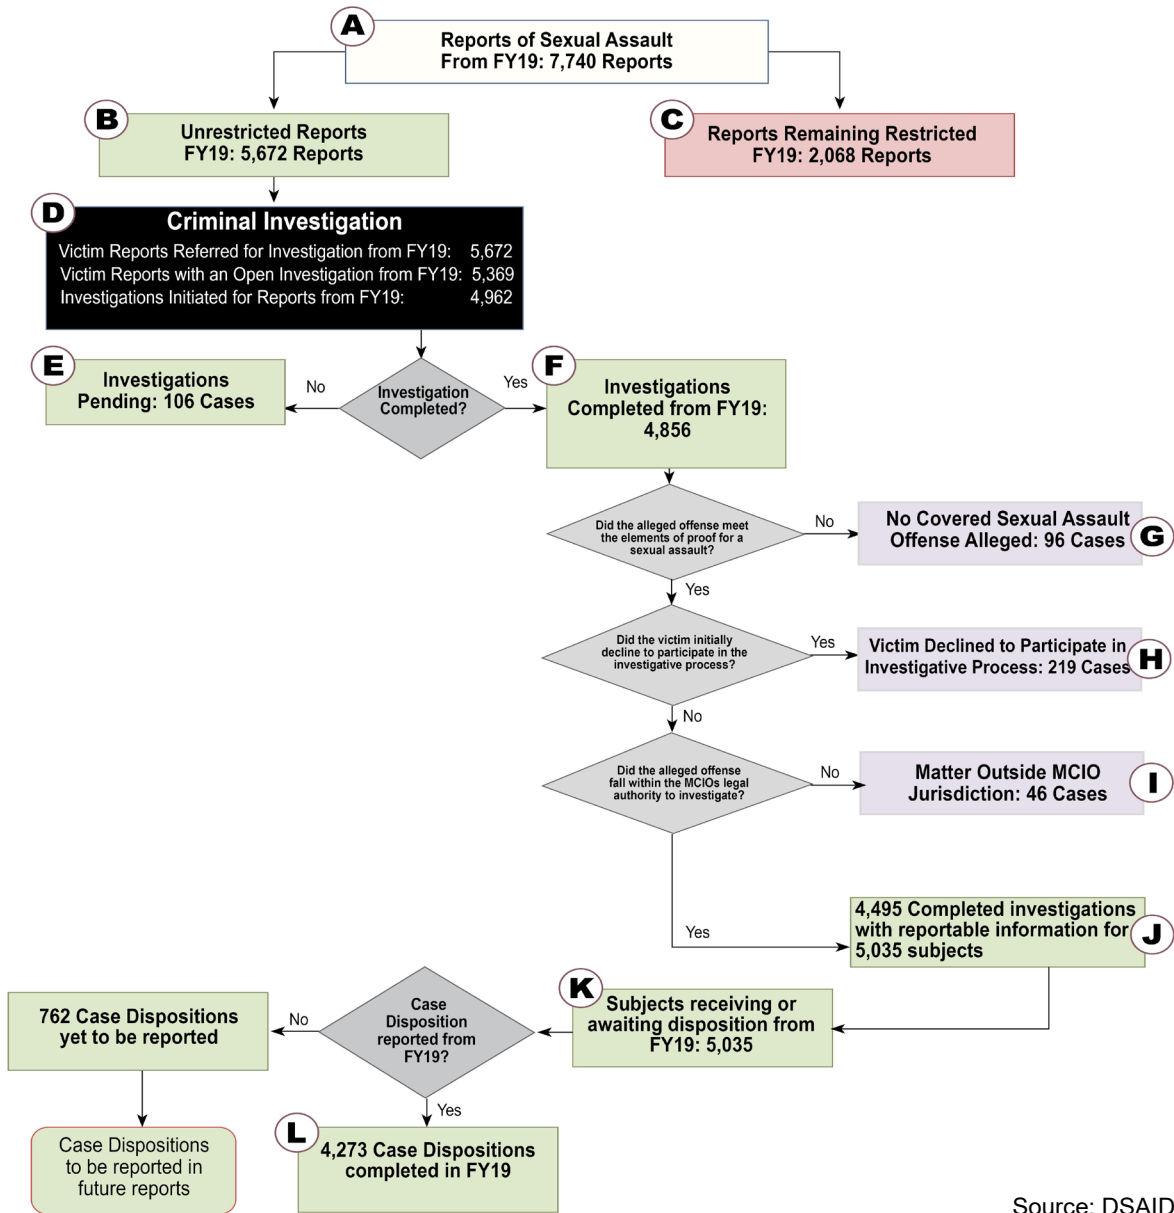 A
Reports of Sexual Assault
From FY19: 7,740 Reports
B
Unrestricted Reports
FY19: 5,672 Reports
C
Reports Remaining Restricted
FY19: 2,068 Reports
D
Criminal Investigation
Victim Reports Referred for Investigation from FY19: 5,672
Victim Reports with an Open Investigation from FY19: 5,369
Investigations Initiated for Reports from FY19: 4,962
E
Investigations
Pending: 106 Cases
No
Investigation
Completed?
Yes
F
Investigations
Completed from FY19:
4,856
Did the alleged offense meet
the elements of proof for a
sexual assault?
No
No Covered Sexual Assault
Offense Alleged: 96 Cases
G
Yes
Did the victim initially
decline to participate in the
investigative process?
Yes
Victim Declined to Participate in
Investigative Process: 219 Cases
H
No
Did the alleged offense
fall within the MCIOs legal
authority to investigate?
No
Matter Outside MCIO
Jurisdiction: 46 Cases
I
Yes
4,495 Completed investigations
with reportable information for
5,035 subjects
J
K
Subjects receiving or
awaiting disposition from
FY19: 5,035
Case
Disposition
reported from
FY19?
No
762 Case Dispositions
yet to be reported
Yes
L
4,273 Case Dispositions
completed in FY19
Case Dispositions
to be reported in
future reports
Source: DSAID